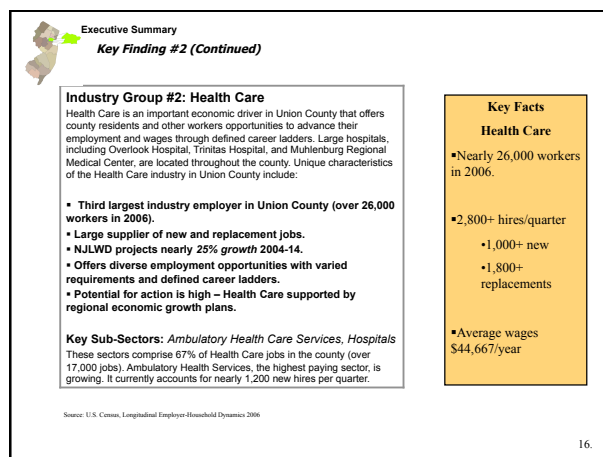 Executive Summary
Key Finding #2 (Continued)
Industry Group #2: Health Care
Health Care is an important economic driver in Union County that offers
county residents and other workers opportunities to advance their
employment and wages through defined career ladders. Large hospitals,
including Overlook Hospital, Trinitas Hospital, and Muhlenburg Regional
Medical Center, are located throughout the county. Unique characteristics
of the Health Care industry in Union County include:
▪ Third largest industry employer in Union County (over 26,000
workers in 2006).
▪ Large supplier of new and replacement jobs.
▪ NJLWD projects nearly 25% growth 2004-14.
▪ Offers diverse employment opportunities with varied
requirements and defined career ladders.
▪ Potential for action is high – Health Care supported by
regional economic growth plans.
Key Sub-Sectors: Ambulatory Health Care Services, Hospitals
These sectors comprise 67% of Health Care jobs in the county (over
17,000 jobs). Ambulatory Health Services, the highest paying sector, is
growing. It currently accounts for nearly 1,200 new hires per quarter.
Key Facts
Health Care
▪Nearly 26,000 workers
in 2006.
▪2,800+ hires/quarter
•1,000+ new
•1,800+
replacements
▪Average wages
$44,667/year
Source: U.S. Census, Longitudinal Employer-Household Dynamics 2006
16.